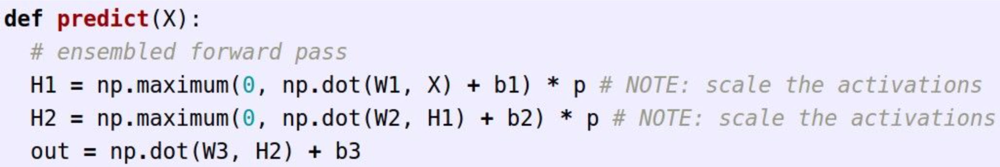 def predict(X):
# ensembled forward pass
H1 = np.maximum(0, np.dot(W1, X) + b1) * p # NOTE: scale the activations
H2 = np.maximum(0, np.dot(W2, H1) + b2) * p # NOTE: scale the activations
out = np.dot(W3, H2) + b3